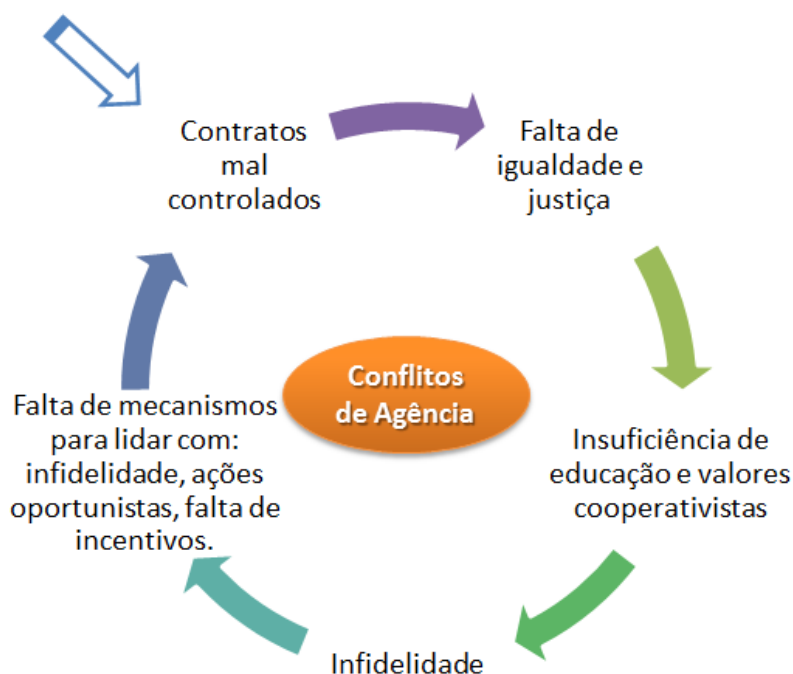 Contratos
mal
controlados
Falta de
igualdade e
justiça
Insuficiência de
educação e valores
cooperativistas
Infidelidade
Falta de mecanismos
para lidar com:
infidelidade, ações
oportunistas, falta de
incentivos.
Conflitos
de Agência